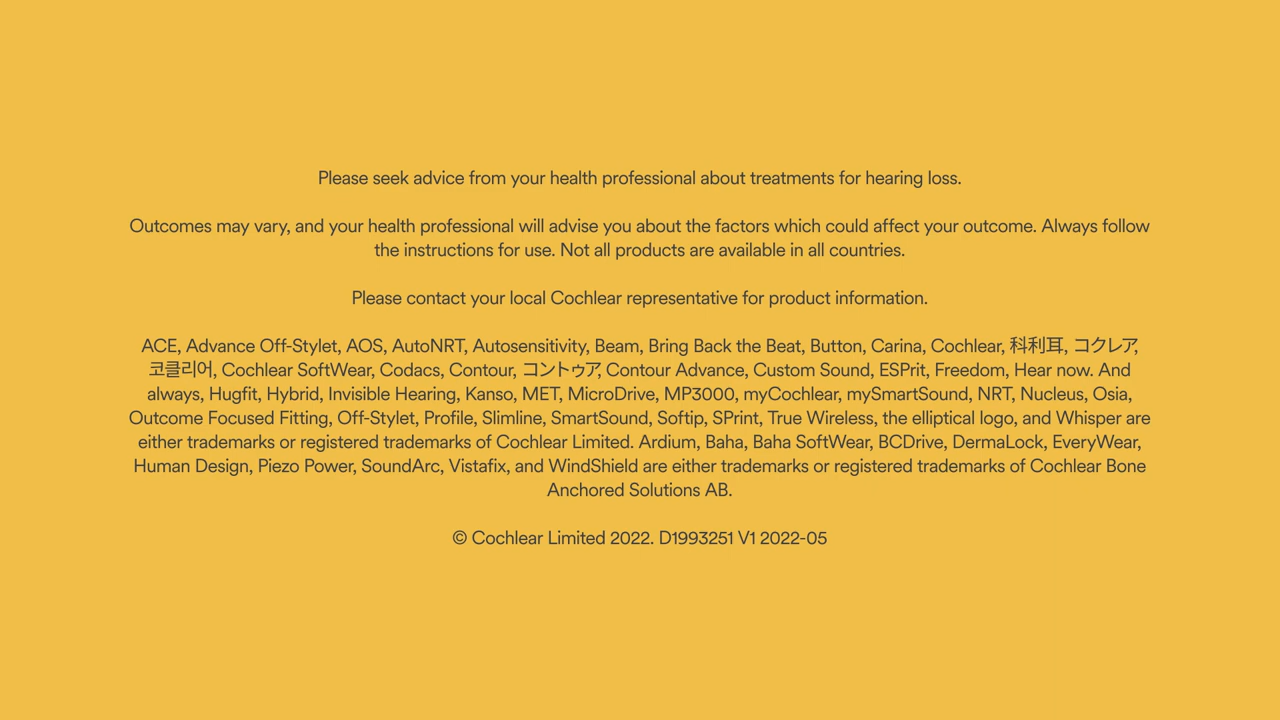 Please seek advice from your health professional about treatments for hearing loss.
Outcomes may vary, and your health professional will advise you about the factors which could affect your outcome. Always follow
the instructions for use. Not all products are available in all countries.
Please contact your local Cochlear representative for product information.
ACE, Advance Off-Stylet, AOS, AutoNRT, Autosensitivity, Beam, Bring Back the Beat, Button, Carina, Cochlear, 科利耳, コクレア,
코클리어, Cochlear SoftWear, Codacs, Contour, コントゥア, Contour Advance, Custom Sound, ESPrit, Freedom, Hear now. And
always, Hugfit, Hybrid, Invisible Hearing, Kanso, MET, MicroDrive, MP3000, myCochlear, mySmartSound, NRT, Nucleus, Osia,
Outcome Focused Fitting, Off-Stylet, Profile, Slimline, SmartSound, Softip, SPrint, True Wireless, the elliptical logo, and Whisper are
either trademarks or registered trademarks of Cochlear Limited. Ardium, Baha, Baha SoftWear, BCDrive, DermaLock, EveryWear,
Human Design, Piezo Power, SoundArc, Vistafix, and WindShield are either trademarks or registered trademarks of Cochlear Bone
Anchored Solutions AB.
© Cochlear Limited 2022. D1993251 V1 2022-05